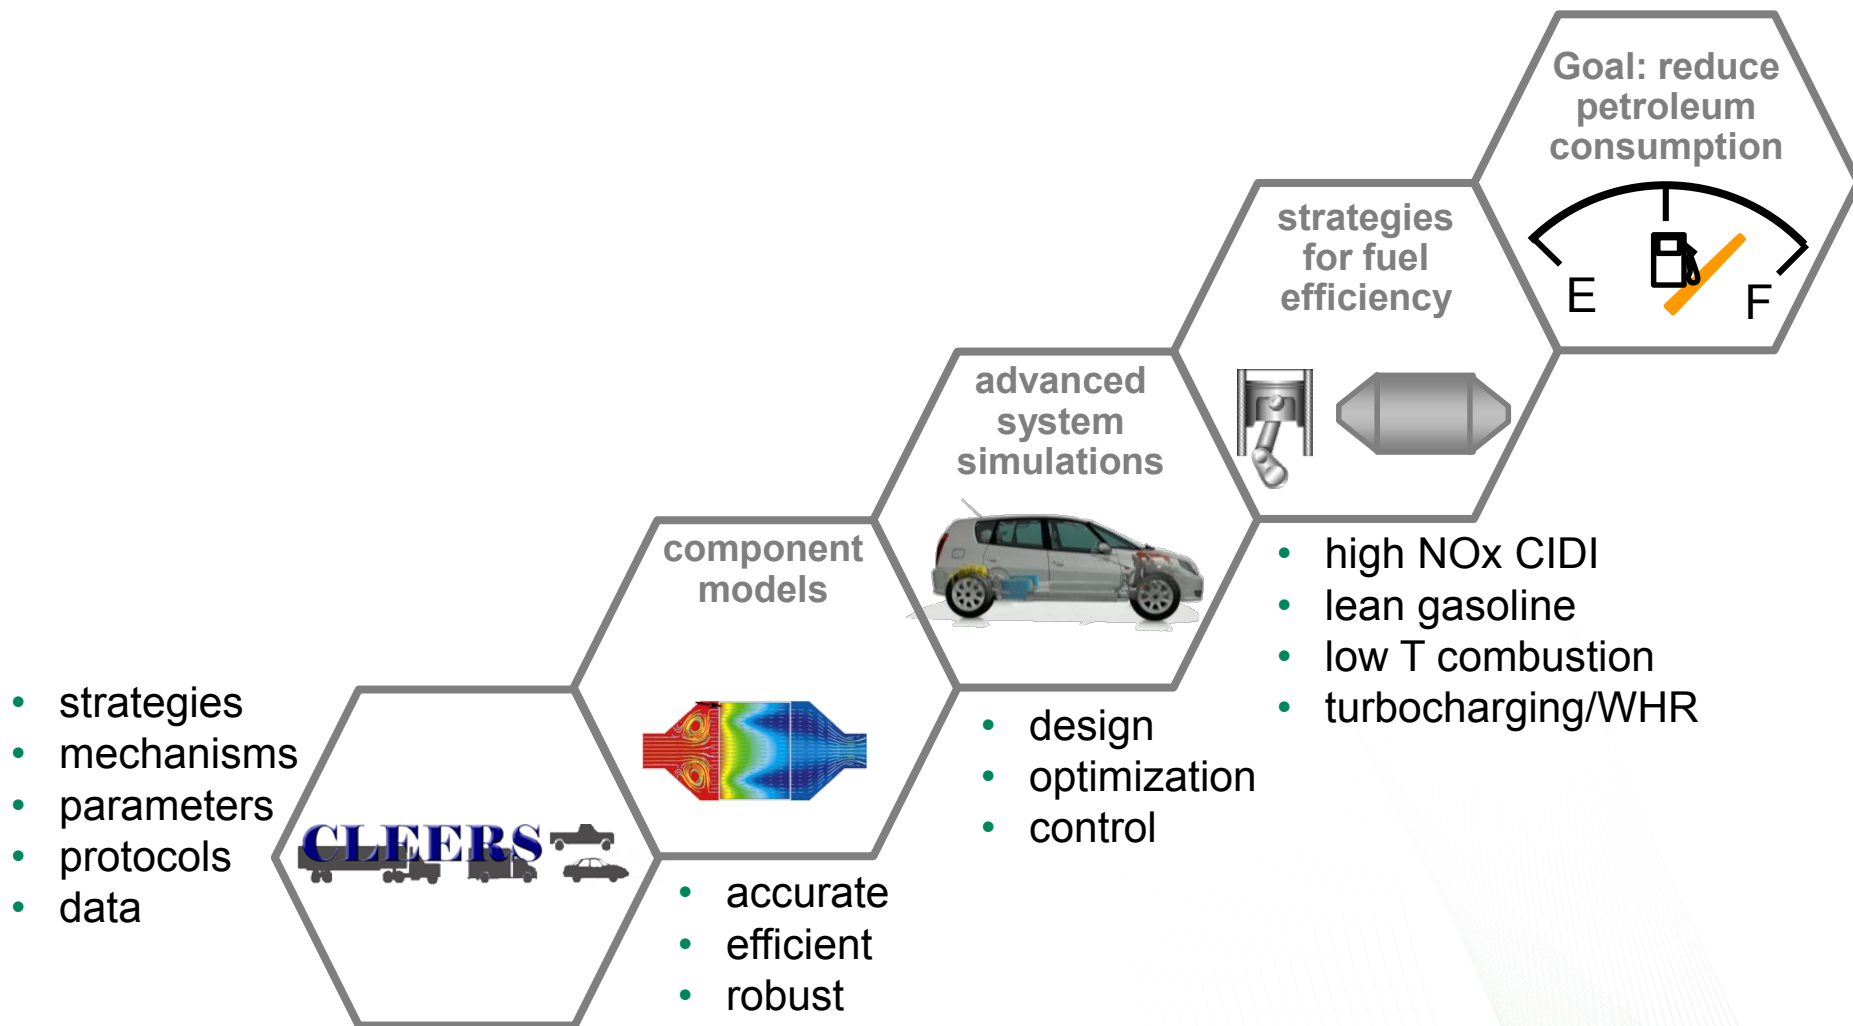 Goal: reduce
petroleum
consumption
E
F
strategies
for fuel
efficiency
• high NOx CIDI
• lean gasoline
• low T combustion
• turbocharging/WHR
advanced
system
simulations
• design
• optimization
• control
component
models
• accurate
• efficient
• robust
CLEERS
• strategies
• mechanisms
• parameters
• protocols
• data